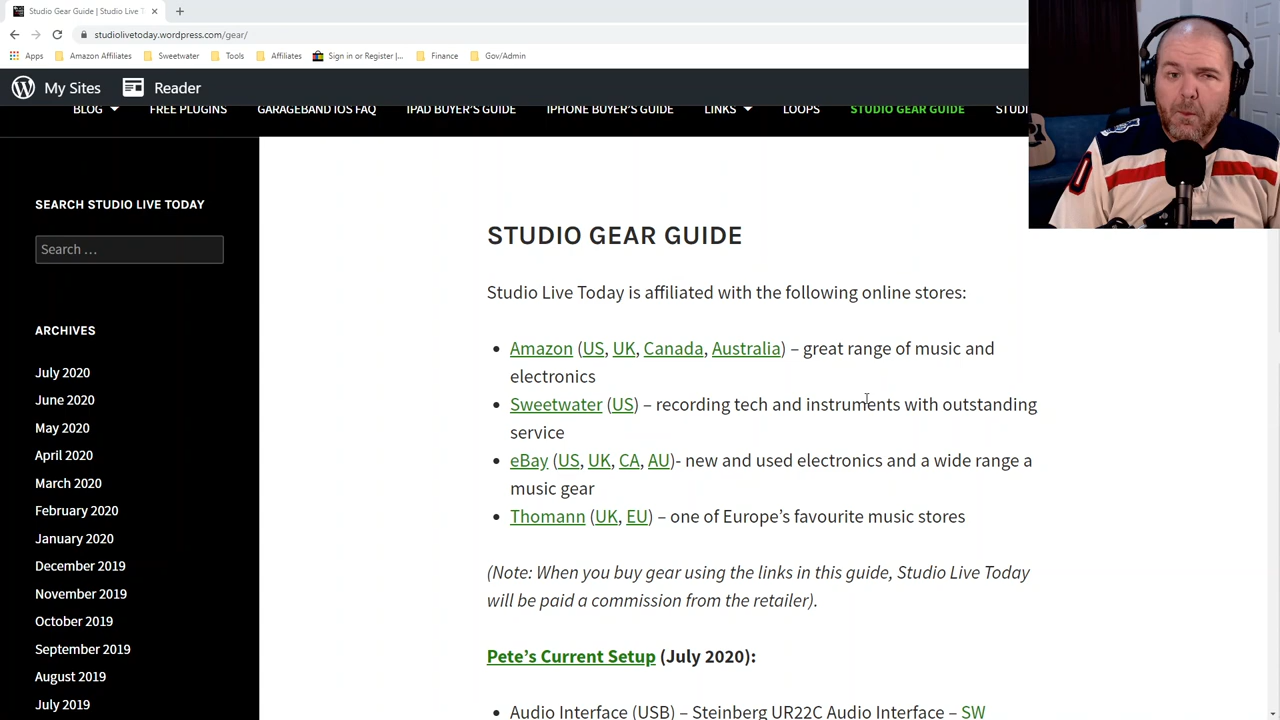 Studio Gear Guide | Studio Live T
studiolivetoday.wordpress.com/gear/
Apps Amazon Affiliates Sweetwater Tools Affiliates Sign in or Register |... Finance Gov/Admin
My Sites Reader
BLOG FREE PLUGINS GARAGEBAND IOS FAQ IPAD BUYER'S GUIDE IPHONE BUYER'S GUIDE LINKS LOOPS STUDIO GEAR GUIDE STUDI
SEARCH STUDIO LIVE TODAY
Search …
ARCHIVES
July 2020
June 2020
May 2020
April 2020
March 2020
February 2020
January 2020
December 2019
November 2019
October 2019
September 2019
August 2019
July 2019
STUDIO GEAR GUIDE
Studio Live Today is affiliated with the following online stores:
Amazon (US, UK, Canada, Australia) – great range of music and
electronics
Sweetwater (US) – recording tech and instruments with outstanding
service
eBay (US, UK, CA, AU)- new and used electronics and a wide range a
music gear
Thomann (UK, EU) – one of Europe's favourite music stores
(Note: When you buy gear using the links in this guide, Studio Live Today
will be paid a commission from the retailer).
Pete's Current Setup (July 2020):
Audio Interface (USB) – Steinberg UR22C Audio Interface – SW